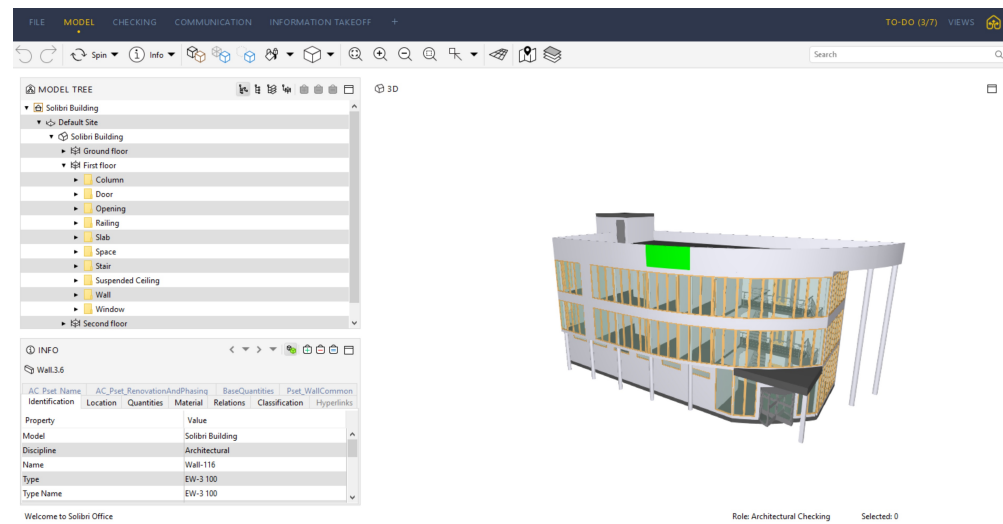 FILE MODEL CHECKING COMMUNICATION INFORMATION TAKEOFF + TO-DO (3/7) VIEWS
Spin Info Search
MODEL TREE
3D
Solibri Building
Default Site
Solibri Building
Ground floor
First floor
Column
Door
Opening
Railing
Slab
Space
Stair
Suspended Ceiling
Wall
Window
Second floor
INFO
Wall.3.6
AC_Pset_Name AC_Pset_RenovationAndPhasing BaseQuantities Pset_WallCommon
Identification Location Quantities Material Relations Classification Hyperlinks
Property Value
Model Solibri Building
Discipline Architectural
Name Wall-116
Type EW-3 100
Type Name EW-3 100
Welcome to Solibri Office Role: Architectural Checking Selected: 0